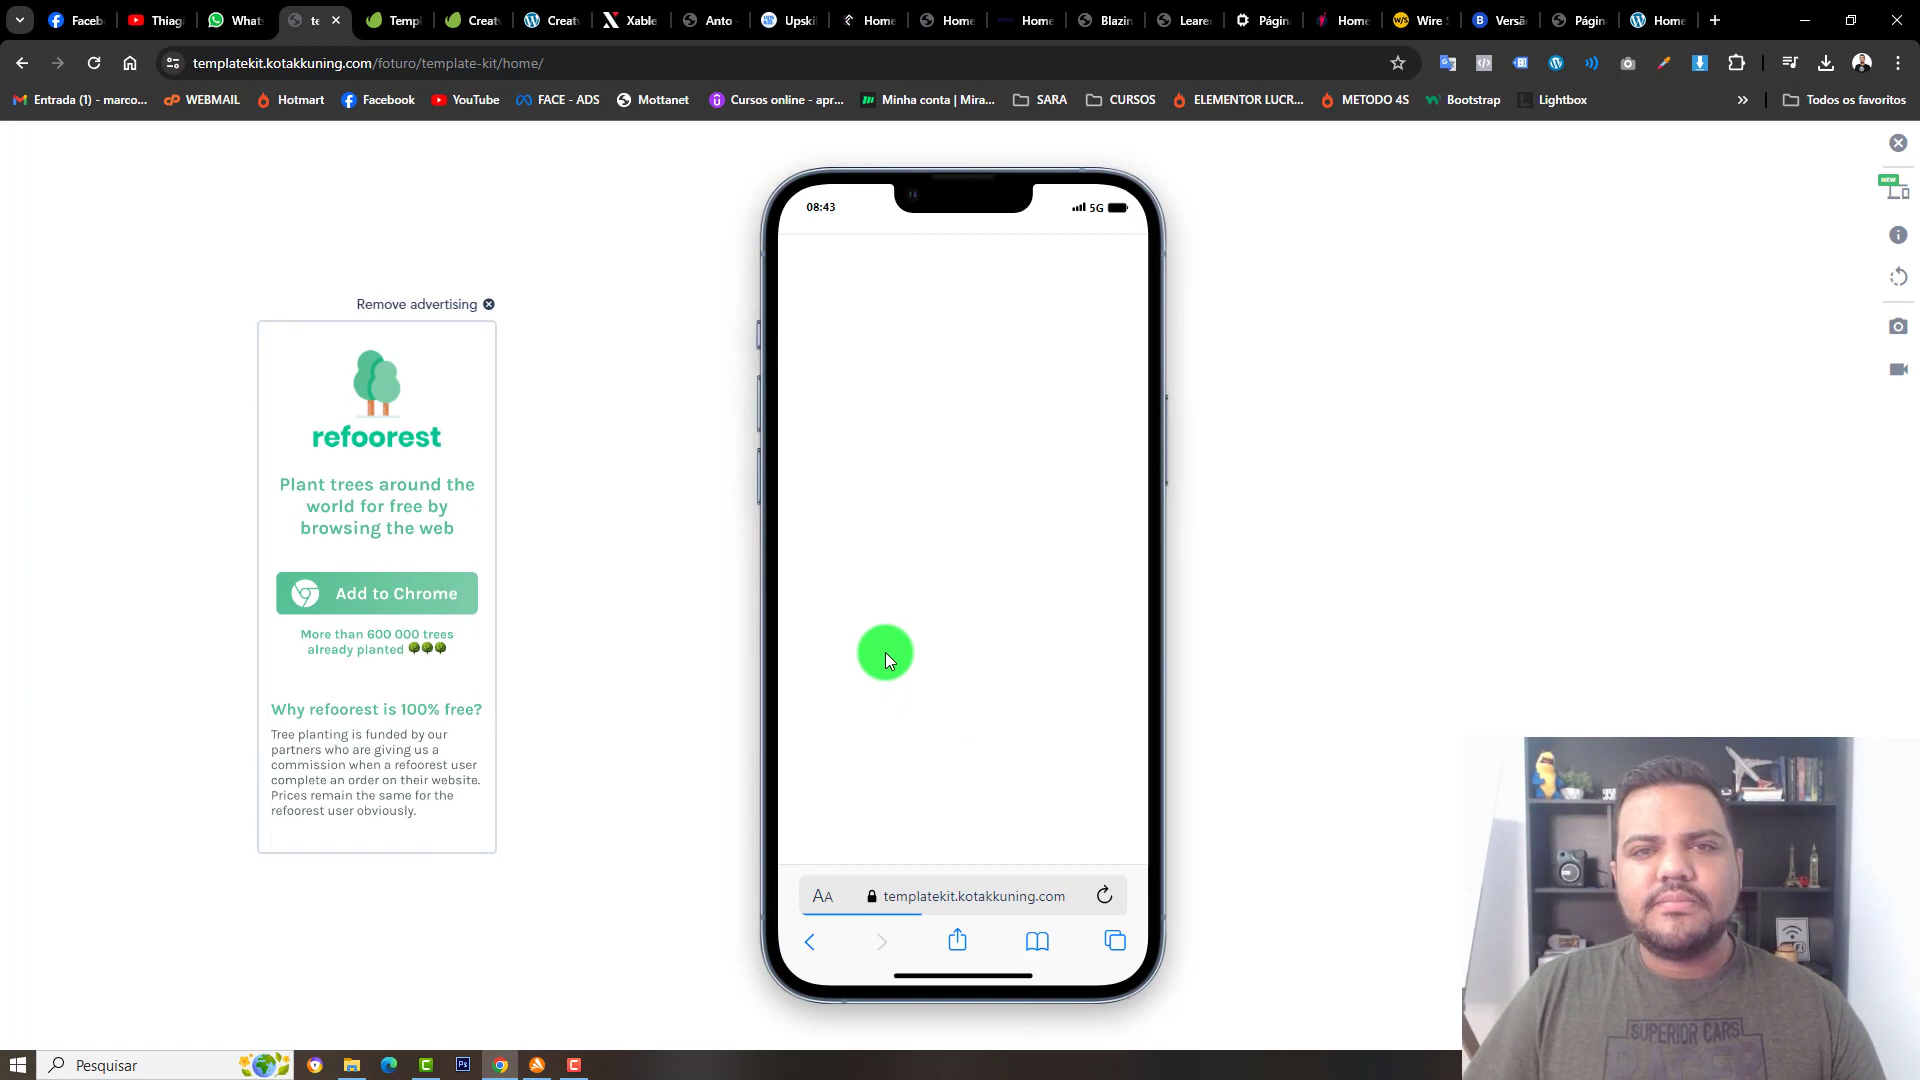 Faceb
Thiag
What
te
Templ
Creat
Creat
Xable
Anto
Upskil
Home
Home
Home
Blazin
Learer
Págin
Home
Wire S
Versã
Págin
Home
templatekit.kotakkuning.com/foturo/template-kit/home/
Entrada (1) - marco...
WEBMAIL
Hotmart
Facebook
YouTube
FACE - ADS
Mottanet
Cursos online - apr...
Minha conta | Mira...
SARA
CURSOS
ELEMENTOR LUCR...
METODO 4S
Bootstrap
Lightbox
Todos os favoritos
NEW
08:43
5G
Remove advertising
refoorest
Plant trees around the
world for free by
browsing the web
Add to Chrome
More than 600 000 trees
already planted
Why refoorest is 100% free?
Tree planting is funded by our
partners who are giving us a
commission when a refoorest user
complete an order on their website.
Prices remain the same for the
refoorest user obviously.
AA
templatekit.kotakkuning.com
SUPERIOR CARS
RACER
Pesquisar